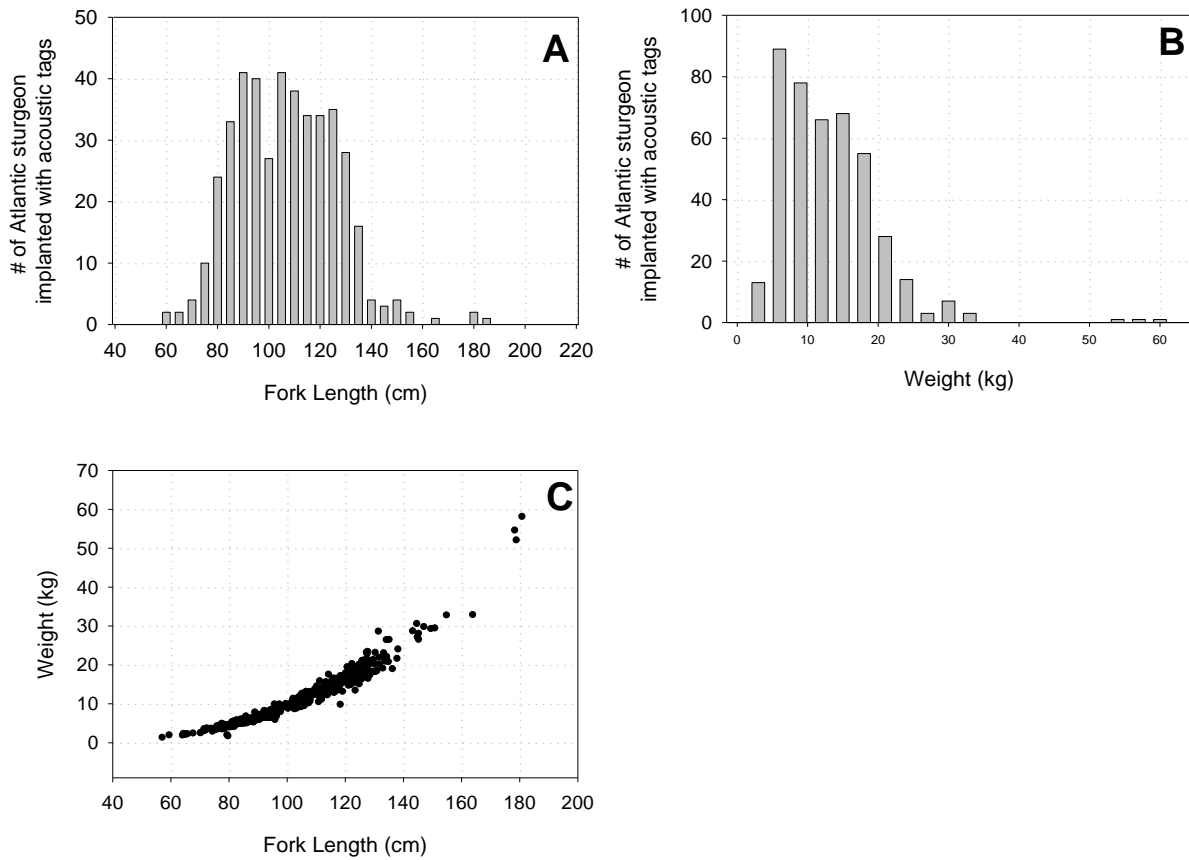 A
# of Atlantic sturgeon
implanted with acoustic tags
50
40
30
20
10
0
40 60 80 100 120 140 160 180 200 220
Fork Length (cm)
B
# of Atlantic sturgeon
implanted with acoustic tags
100
80
60
40
20
0
0 10 20 30 40 50 60
Weight (kg)
C
Weight (kg)
70
60
50
40
30
20
10
0
40 60 80 100 120 140 160 180 200
Fork Length (cm)